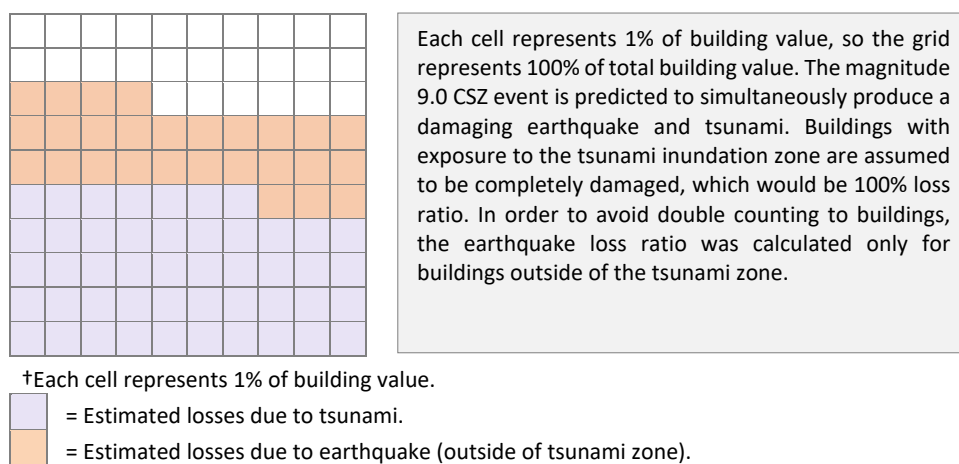 Each cell represents 1% of building value, so the grid
represents 100% of total building value. The magnitude
9.0 CSZ event is predicted to simultaneously produce a
damaging earthquake and tsunami. Buildings with
exposure to the tsunami inundation zone are assumed
to be completely damaged, which would be 100% loss
ratio. In order to avoid double counting to buildings,
the earthquake loss ratio was calculated only for
buildings outside of the tsunami zone.
†Each cell represents 1% of building value.
= Estimated losses due to tsunami.
= Estimated losses due to earthquake (outside of tsunami zone).